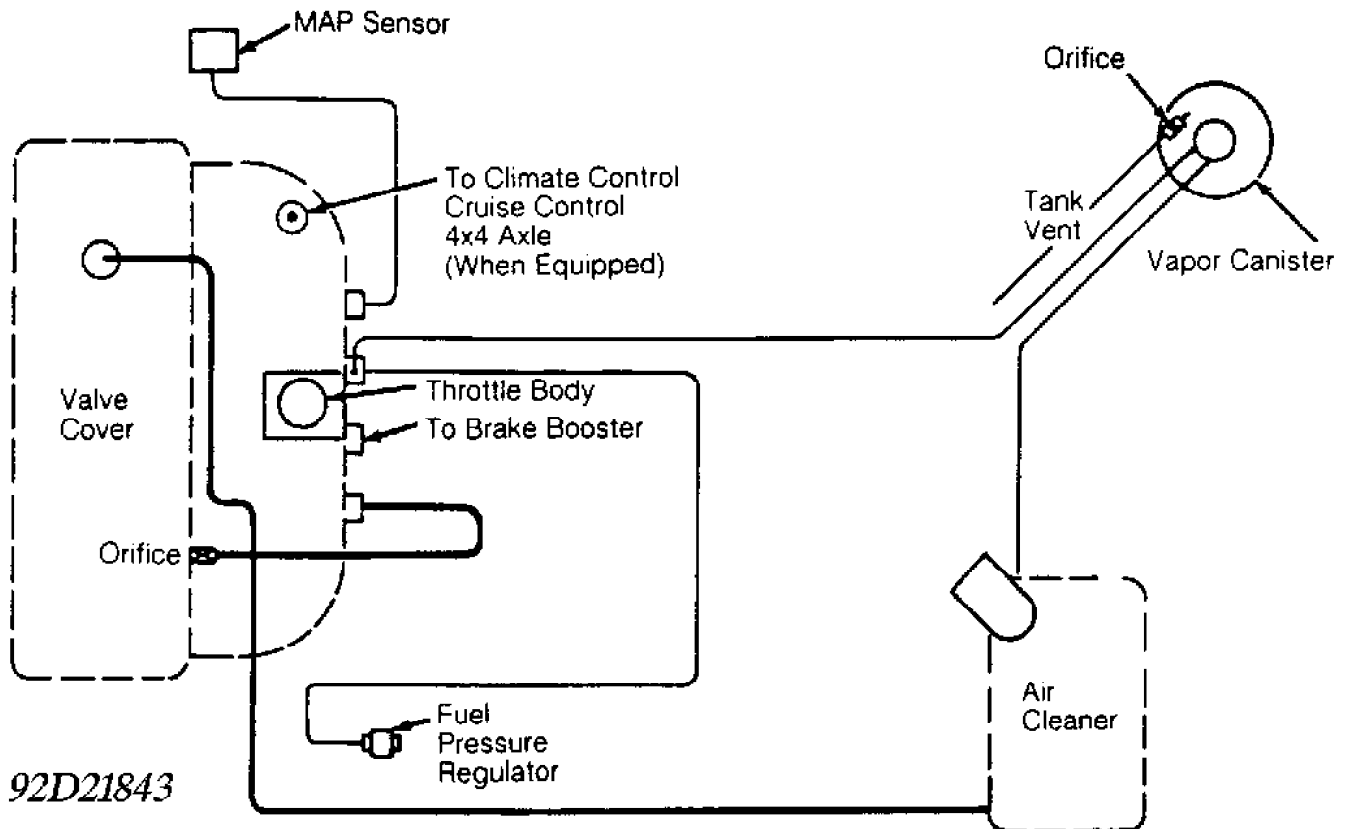 MAP Sensor
Orifice
To Climate Control
Cruise Control
4x4 Axle
(When Equipped)
Tank
Vent
Vapor Canister
Valve
Cover
Throttle Body
To Brake Booster
Orifice
Air
Cleaner
Fuel
Pressure
Regulator
92D21843